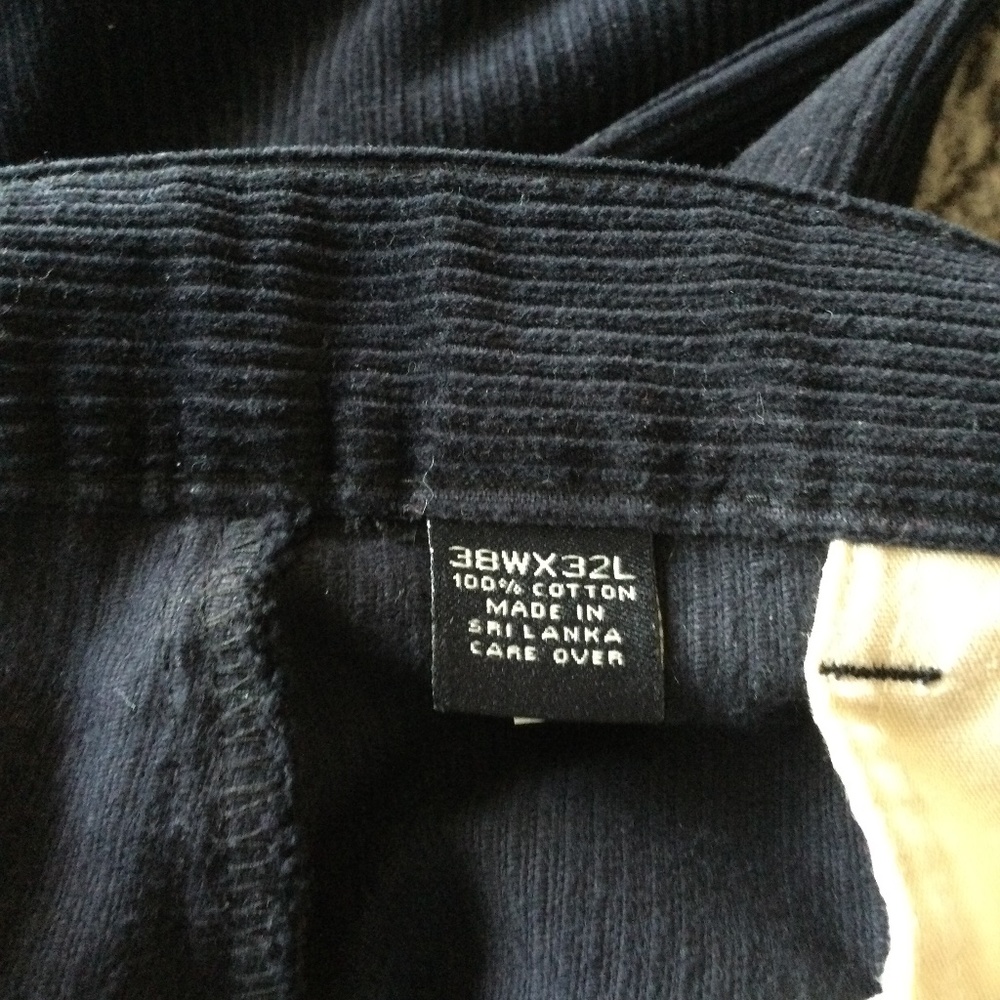 38WX32L
100% COTTON
MADE IN
SRI LANKA
CARE OVER